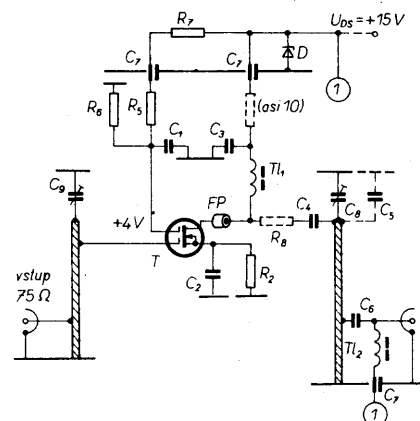 R7
UDS = +15 V
C7
C7
D
1
R6
R5
(asi 10)
C1
C3
Tl1
C9
+4 V
FP
C4
C8
C5
R8
T
vstup
75 Ω
C2
R2
C6
Tl2
C7
1